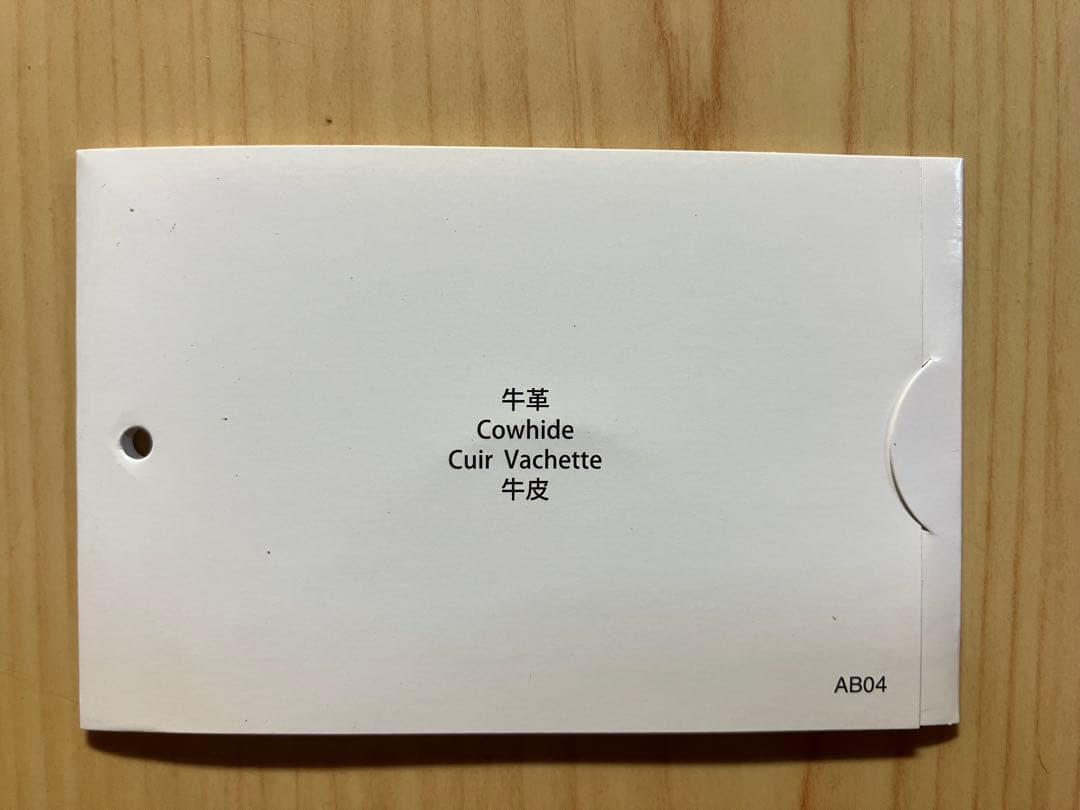 牛革
Cowhide
Cuir Vachette
牛皮
AB04